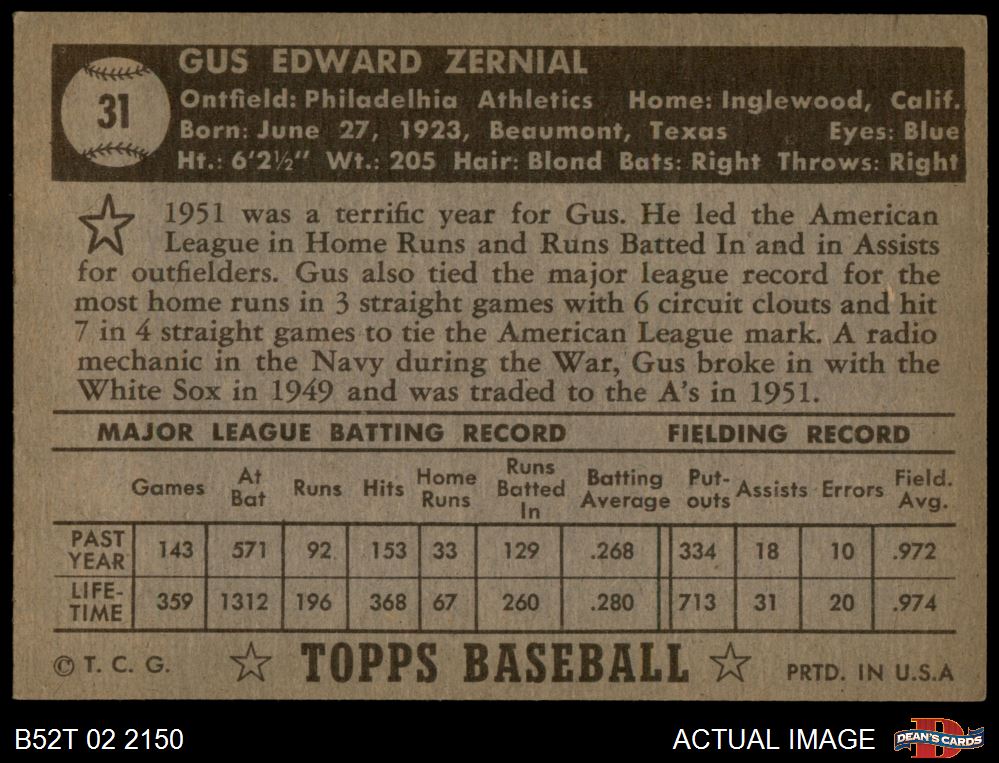 31
GUS EDWARD ZERNIAL
Ontfield: Philadelhia Athletics Home: Inglewood, Calif.
Born: June 27, 1923, Beaumont, Texas Eyes: Blue
Ht.: 6'2½" Wt.: 205 Hair: Blond Bats: Right Throws: Right
1951 was a terrific year for Gus. He led the American
League in Home Runs and Runs Batted In and in Assists
for outfielders. Gus also tied the major league record for the
most home runs in 3 straight games with 6 circuit clouts and hit
7 in 4 straight games to tie the American League mark. A radio
mechanic in the Navy during the War, Gus broke in with the
White Sox in 1949 and was traded to the A's in 1951.
MAJOR LEAGUE BATTING RECORD FIELDING RECORD
Games At Bat Runs Hits Home Runs Runs Batted In Batting Average Put-outs Assists Errors Field. Avg.
PAST YEAR 143 571 92 153 33 129 .268 334 18 10 .972
LIFE-TIME 359 1312 196 368 67 260 .280 713 31 20 .974
© T. C. G. TOPPS BASEBALL PRTD. IN U.S.A
B52T 02 2150 ACTUAL IMAGE DEAN'S CARDS